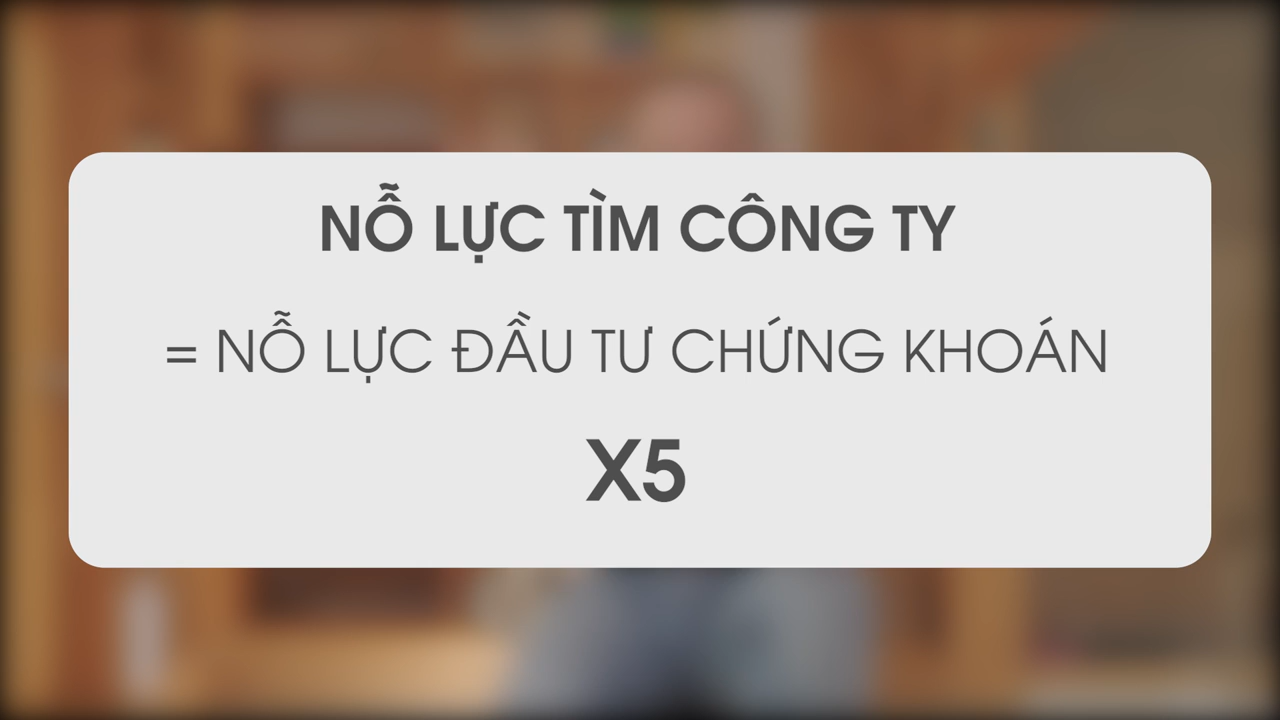 NỖ LỰC TÌM CÔNG TY
= NỖ LỰC ĐẦU TƯ CHỨNG KHOÁN
X5